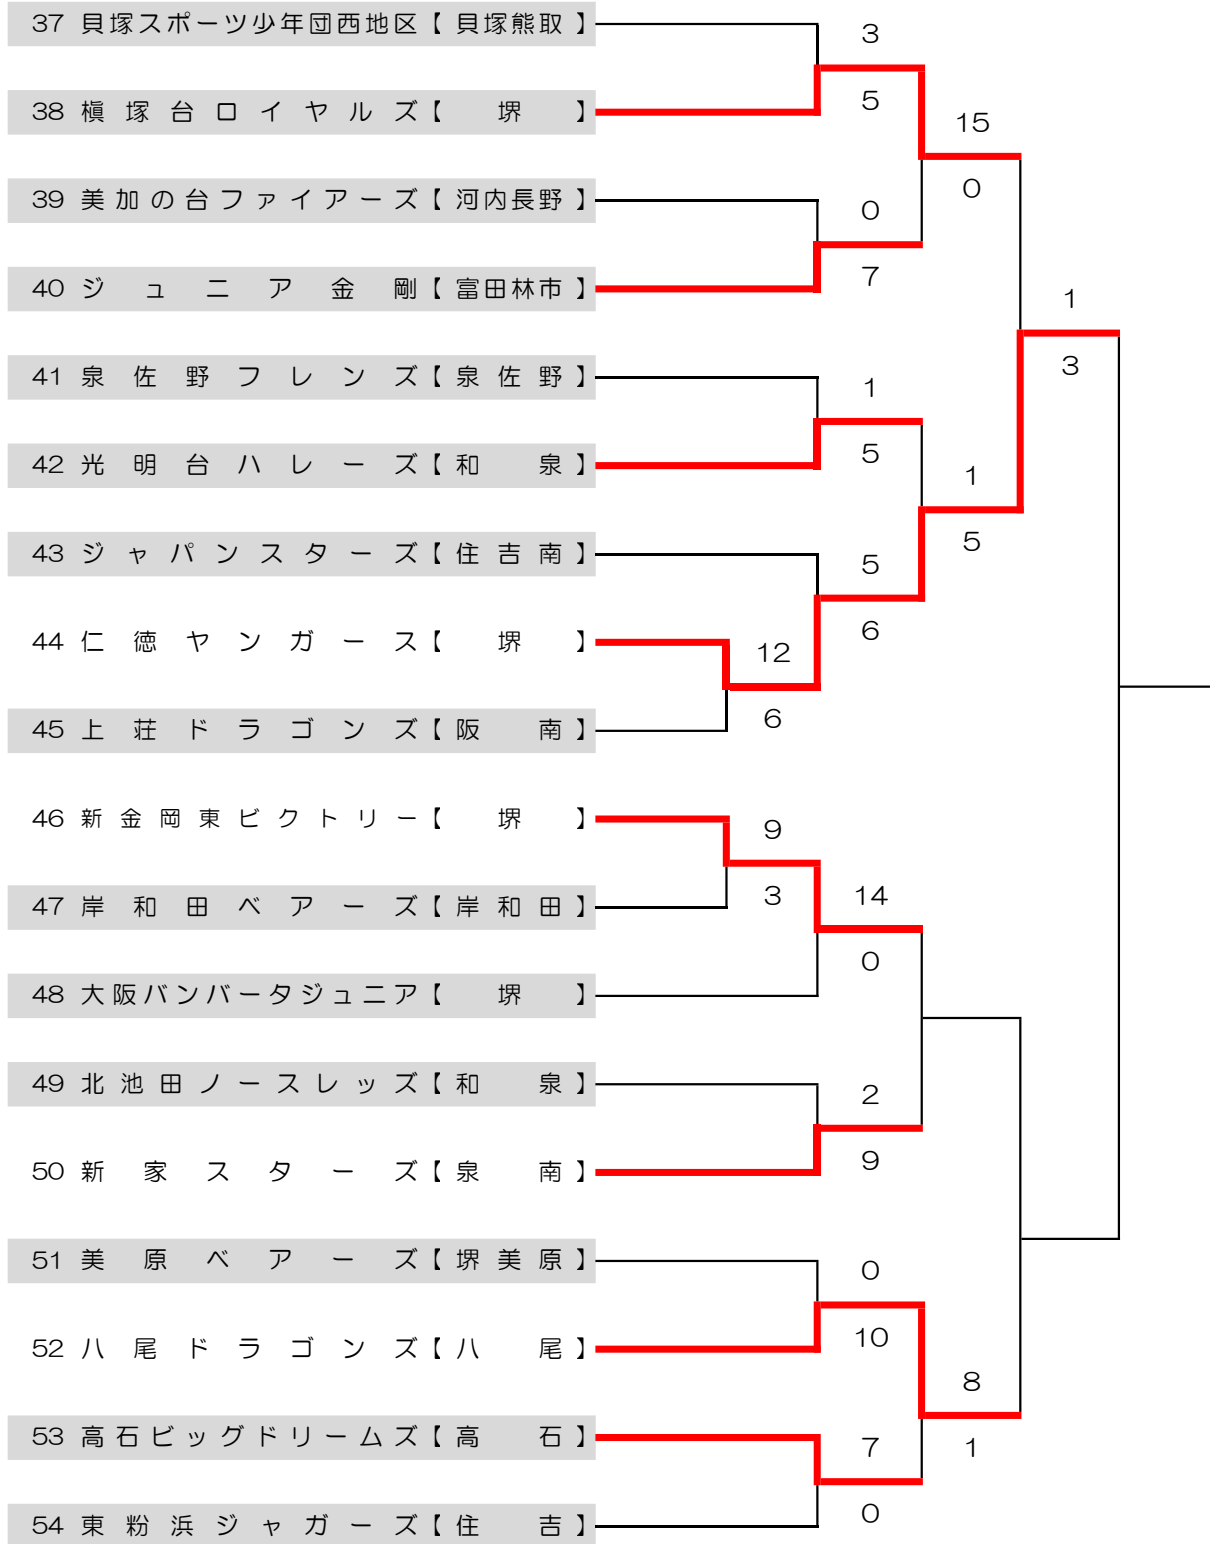 37 貝塚スポーツ少年団西地区【 貝塚熊取 】
3
38 槇塚台ロイヤルズ【 堺 】
5
15
39 美加の台ファイアーズ【 河内長野 】
0
0
40 ジュニア金剛【 富田林市 】
7
1
41 泉佐野フレンズ【 泉佐野 】
1
3
42 光明台ハレーズ【 和泉 】
5
1
43 ジャパンスターズ【 住吉南 】
5
5
44 仁徳ヤンガース【 堺 】
12
6
45 上荘ドラゴンズ【 阪南 】
6
46 新金岡東ビクトリー【 堺 】
9
47 岸和田ベアーズ【 岸和田 】
3
14
48 大阪バンバータジュニア【 堺 】
0
49 北池田ノースレッズ【 和泉 】
2
50 新家スターズ【 泉南 】
9
51 美原ベアーズ【 堺美原 】
0
52 八尾ドラゴンズ【 八尾 】
10
8
53 高石ビッグドリームズ【 高石 】
7
1
54 東粉浜ジャガーズ【 住吉 】
0